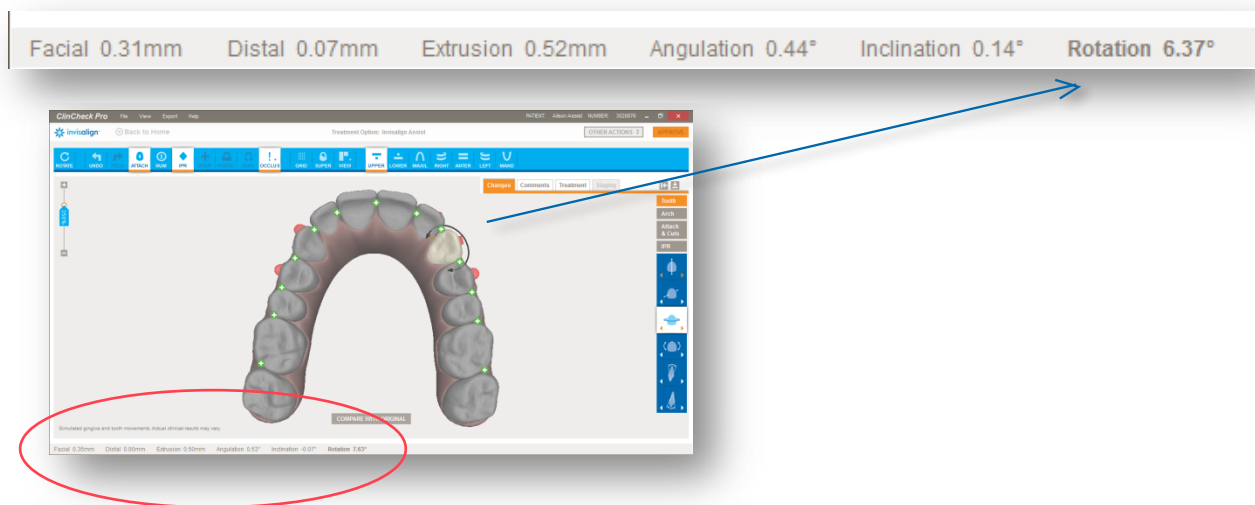 Facial 0.31mm Distal 0.07mm Extrusion 0.52mm Angulation 0.44° Inclination 0.14° Rotation 6.37°
ClinCheck Pro File View Export Help PATIENT: NUMBER:
invisalign Back to Home Treatment Option: Invisalign Assist OTHER ACTIONS APPROVE
UNDO ATTACH NUM IPR OCCLUS GRID SUPER VIEW UPPER LOWER MAXIL RIGHT ANTER LEFT MAND
Changes Comments Treatment Staging
Tooth
Arch
Attach
& Cuts
IPR
COMPARE WITH ORIGINAL
Simulated gingiva and tooth movements. Actual clinical results may vary.
Facial 0.35mm Distal 0.00mm Extrusion 0.50mm Angulation 0.53° Inclination -0.07° Rotation 7.63°